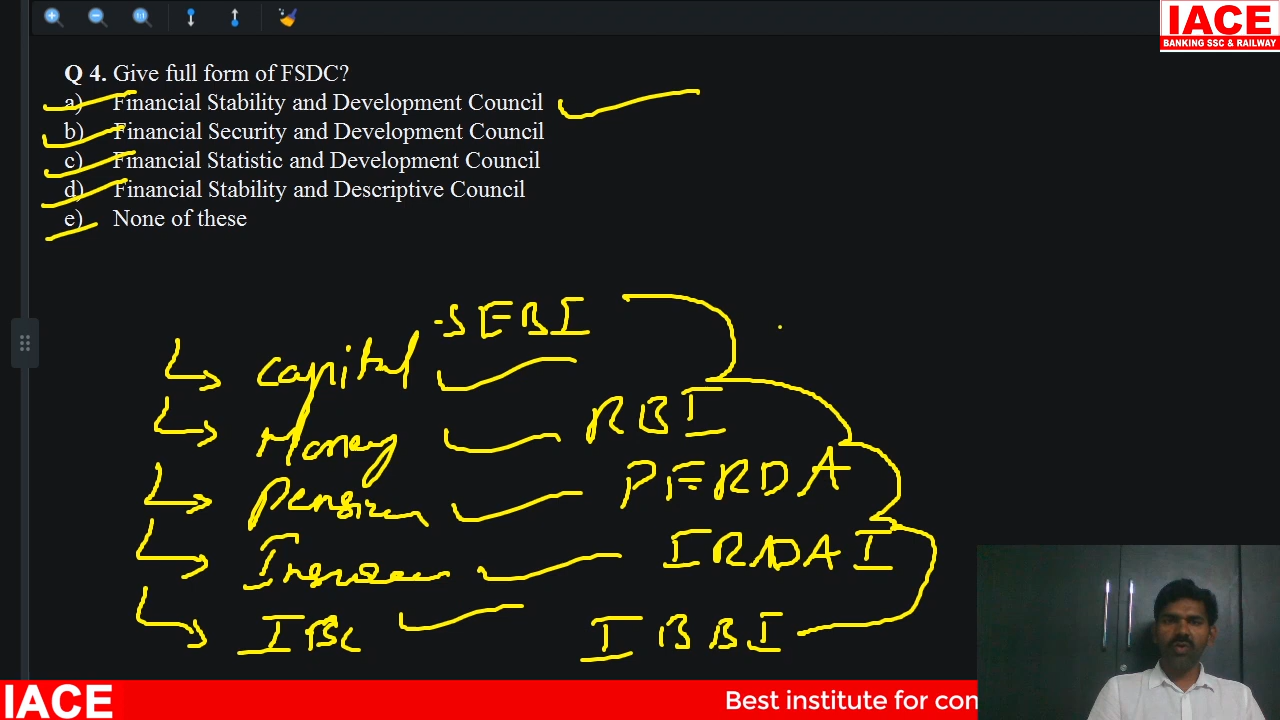 IACE
BANKING SSC & RAILWAY
Q 4. Give full form of FSDC?
a) Financial Stability and Development Council
b) Financial Security and Development Council
c) Financial Statistic and Development Council
d) Financial Stability and Descriptive Council
e) None of these
SEBI
capital
RBI
Money
PFRDA
Pension
IRDAI
IBC
IBBI
IACE
Best institute for con